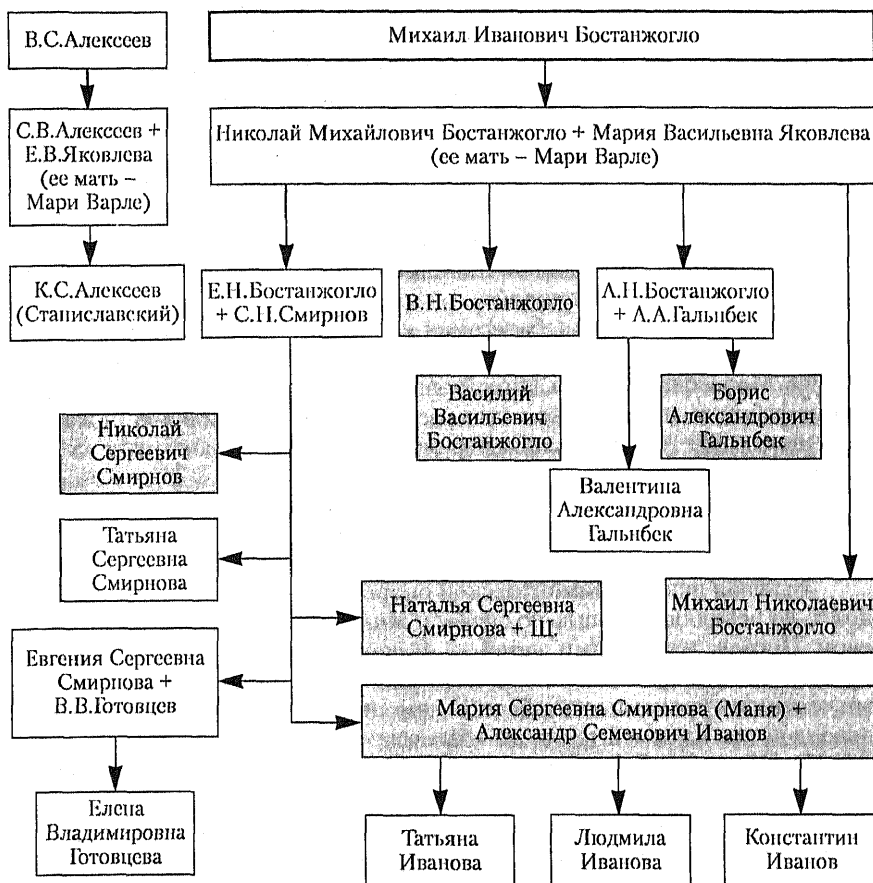 В.С.Алексеев
Михаил Иванович Бостанжогло
С.В.Алексеев +
Е.В.Яковлева
(ее мать –
Мари Варле)
Николай Михайлович Бостанжогло + Мария Васильевна Яковлева
(ее мать – Мари Варле)
К.С.Алексеев
(Станиславский)
Е.Н.Бостанжогло
+ С.Н.Смирнов
В.Н.Бостанжогло
А.Н.Бостанжогло
+ А.А.Гальнбек
Василий
Васильевич
Бостанжогло
Борис
Александрович
Гальнбек
Николай
Сергеевич
Смирнов
Валентина
Александровна
Гальнбек
Татьяна
Сергеевна
Смирнова
Наталья Сергеевна
Смирнова + Ш.
Михаил Николаевич
Бостанжогло
Евгения Сергеевна
Смирнова +
В.В.Готовцев
Мария Сергеевна Смирнова (Маня) +
Александр Семенович Иванов
Елена
Владимировна
Готовцева
Татьяна
Иванова
Людмила
Иванова
Константин
Иванов